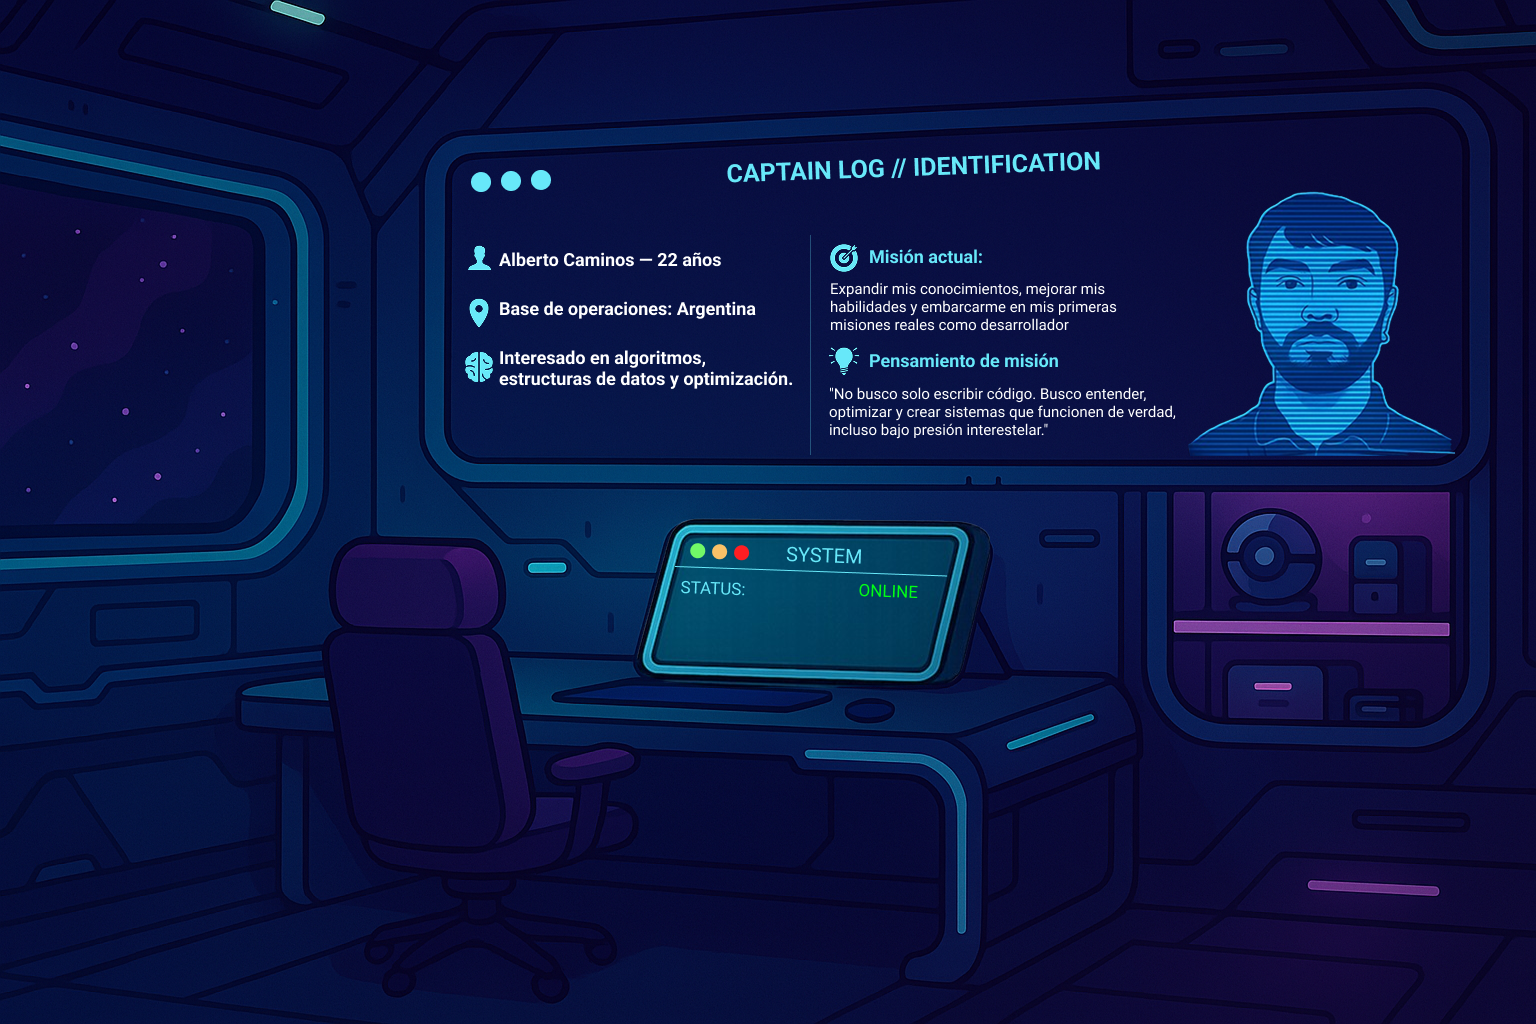 CAPTAIN LOG // IDENTIFICATION
Alberto Caminos — 22 años
Base de operaciones: Argentina
Interesado en algoritmos,
estructuras de datos y optimización.
Misión actual:
Expandir mis conocimientos, mejorar mis
habilidades y embarcarme en mis primeras
misiones reales como desarrollador
Pensamiento de misión
"No busco solo escribir código. Busco entender,
optimizar y crear sistemas que funcionen de verdad,
incluso bajo presión interestelar."
SYSTEM
STATUS: ONLINE